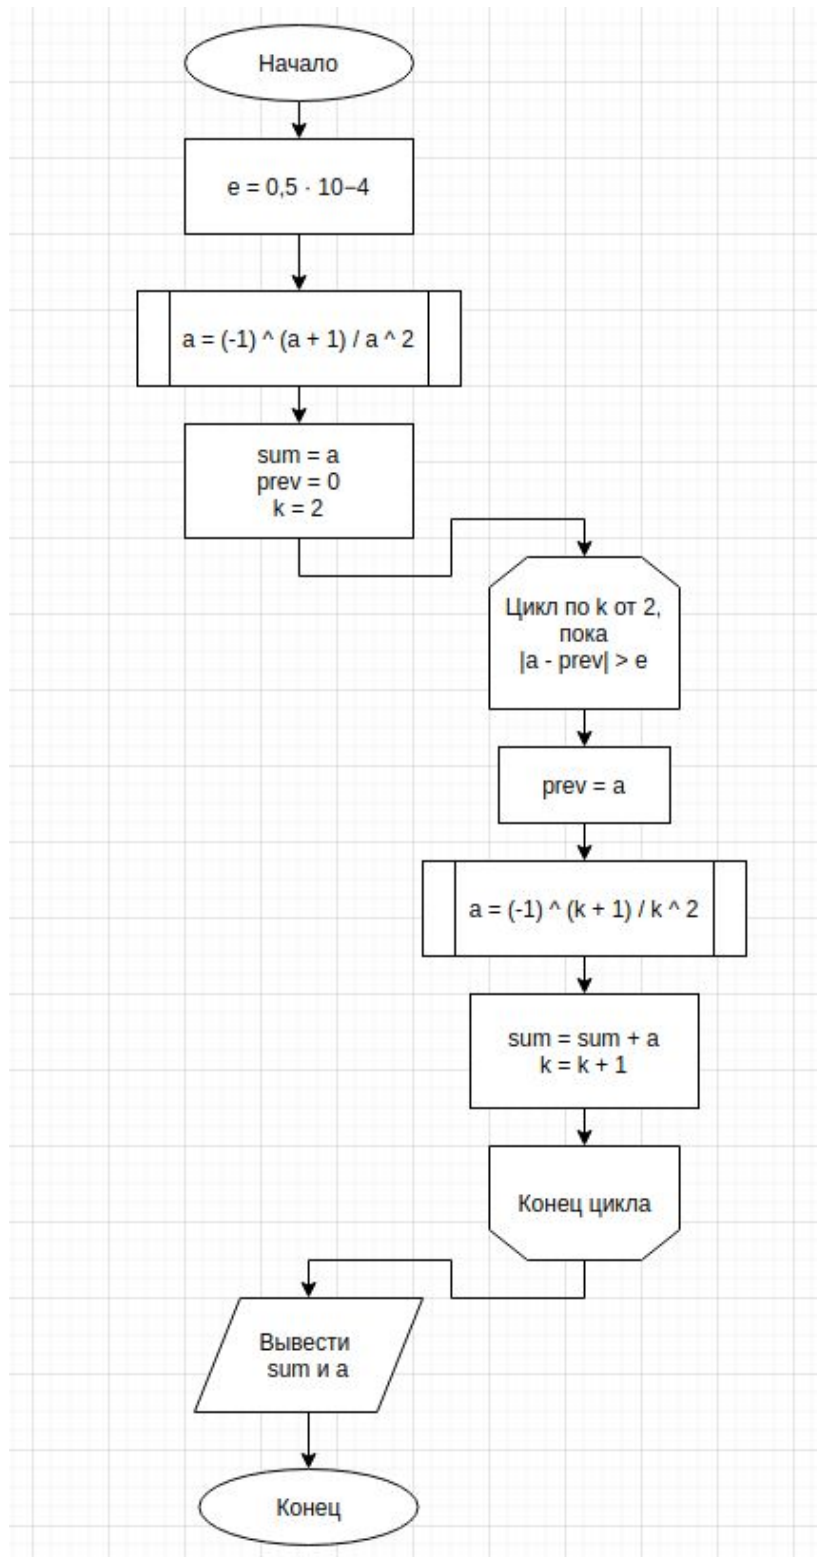 Начало
e = 0,5 · 10−4
a = (-1) ^ (a + 1) / a ^ 2
sum = a
prev = 0
k = 2
Цикл по k от 2,
пока
|a - prev| > e
prev = a
a = (-1) ^ (k + 1) / k ^ 2
sum = sum + a
k = k + 1
Конец цикла
Вывести
sum и a
Конец